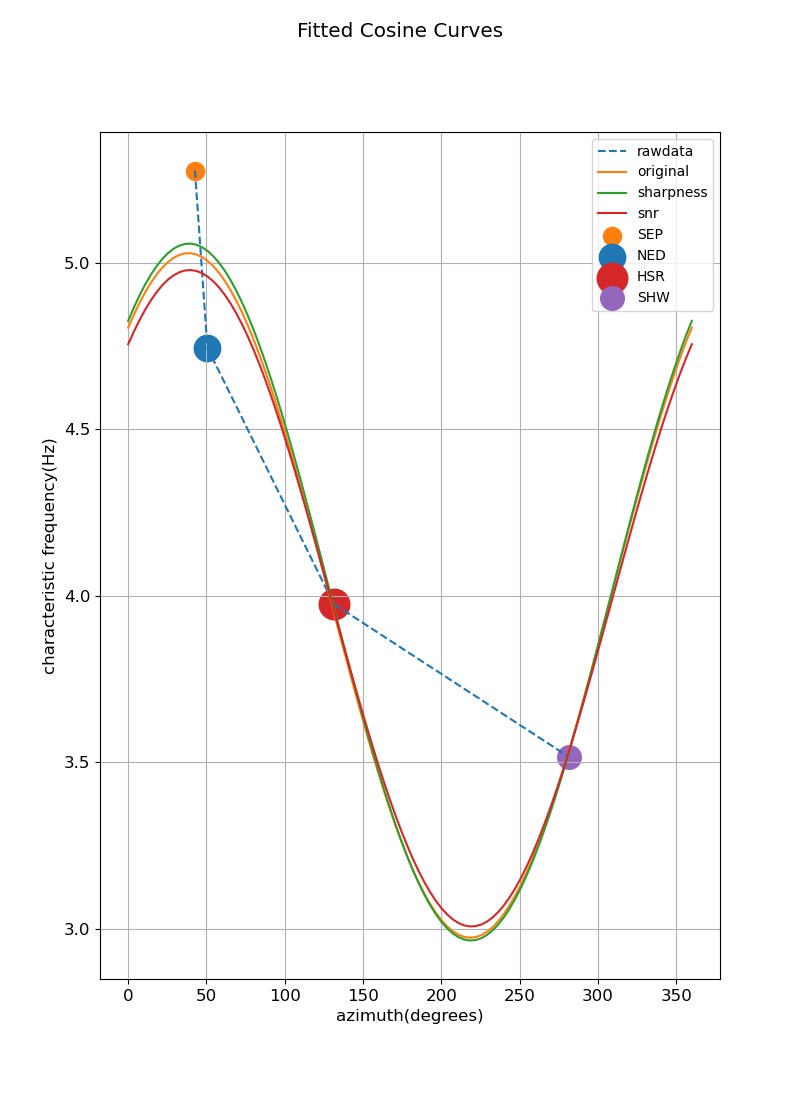 Fitted Cosine Curves
rawdata
original
sharpness
snr
SEP
NED
HSR
SHW
5.0
4.5
4.0
3.5
3.0
characteristic frequency(Hz)
0 50 100 150 200 250 300 350
azimuth(degrees)